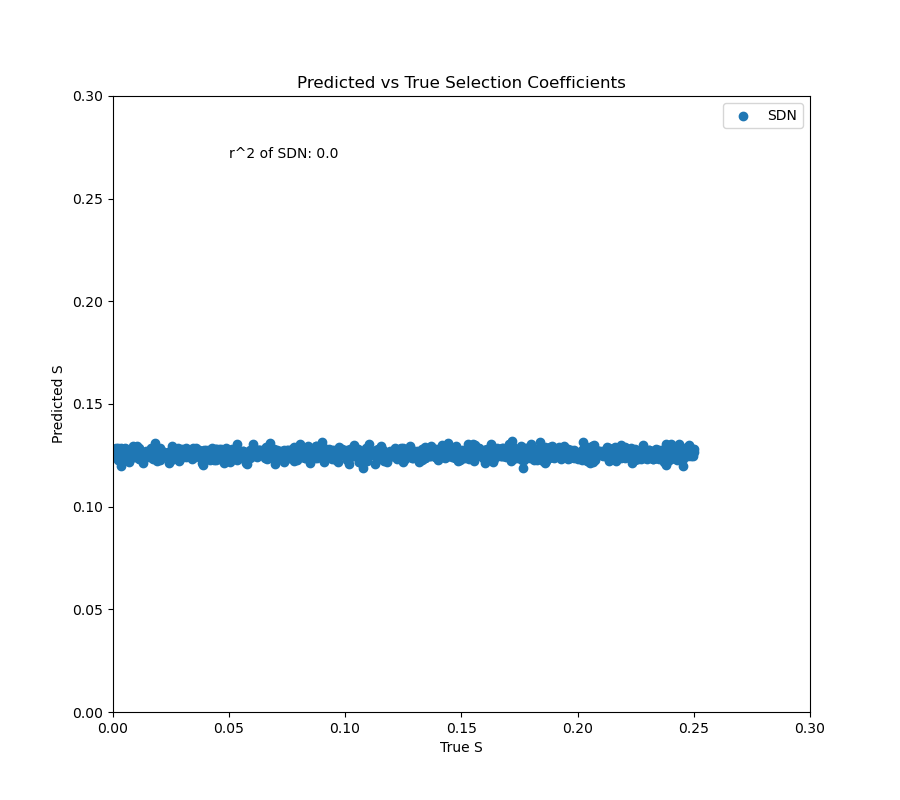 Predicted vs True Selection Coefficients
0.30
SDN
r^2 of SDN: 0.0
0.25
0.20
0.15
Predicted S
0.10
0.05
0.00
0.00 0.05 0.10 0.15 0.20 0.25 0.30
True S